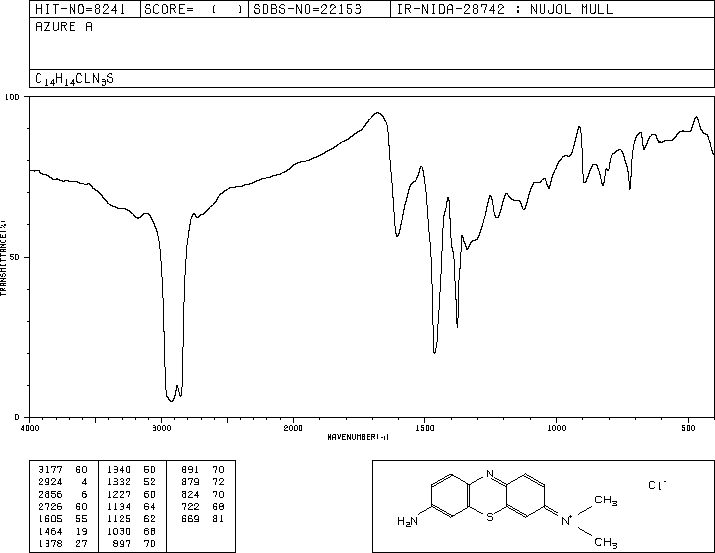 HIT-NO=8241 SCORE= ( ) SDBS-NO=22153 IR-NIDA-28742 : NUJOL MULL
AZURE A
C14H14CLN3S
100
50
0
TRANSMITTANCE(%)
4000 3000 2000 1500 1000 500
WAVENUMBER(-1)
3177 60 1340 50 891 70
2924 4 1332 52 879 72
2856 6 1227 60 824 70
2726 60 1134 64 722 68
1605 55 1125 62 669 81
1464 19 1030 68
1378 27 897 70
N
Cl-
CH3
H2N
S
N+
CH3